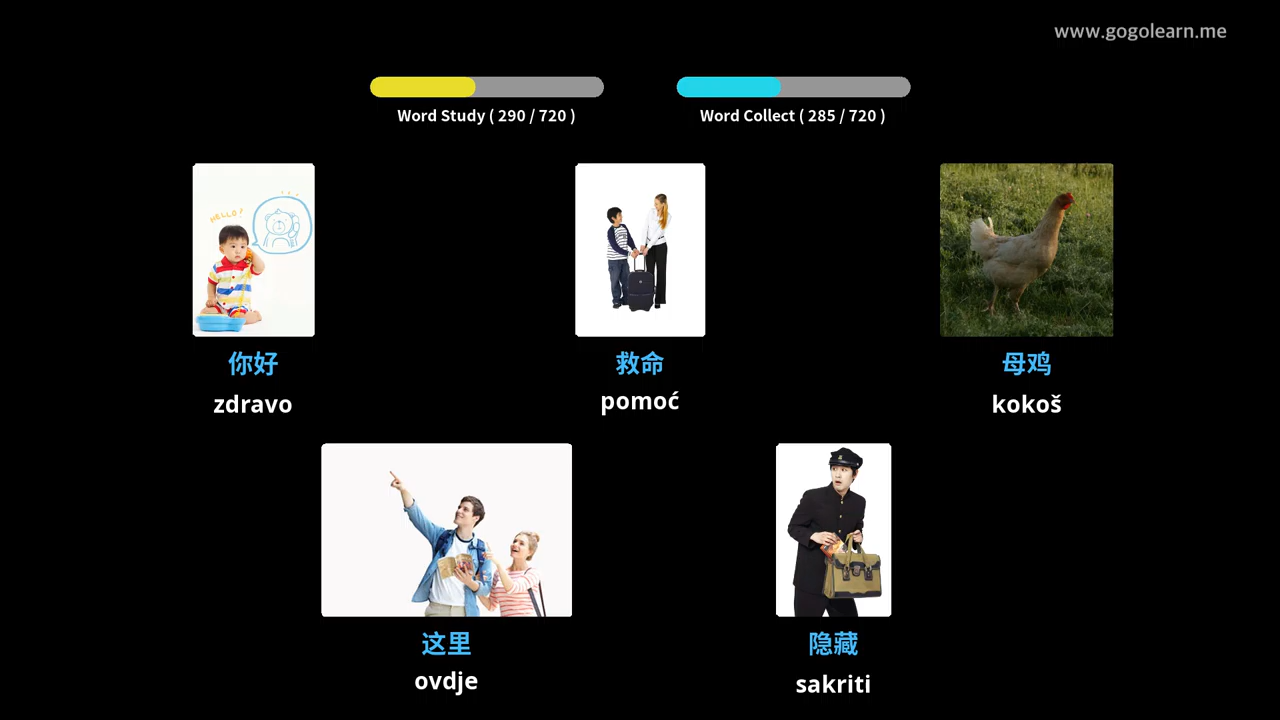 www.gogolearn.me
Word Study ( 290 / 720 )
Word Collect ( 285 / 720 )
HELLO?
你好
zdravo
救命
pomoć
母鸡
kokoš
这里
ovdje
隐藏
sakriti